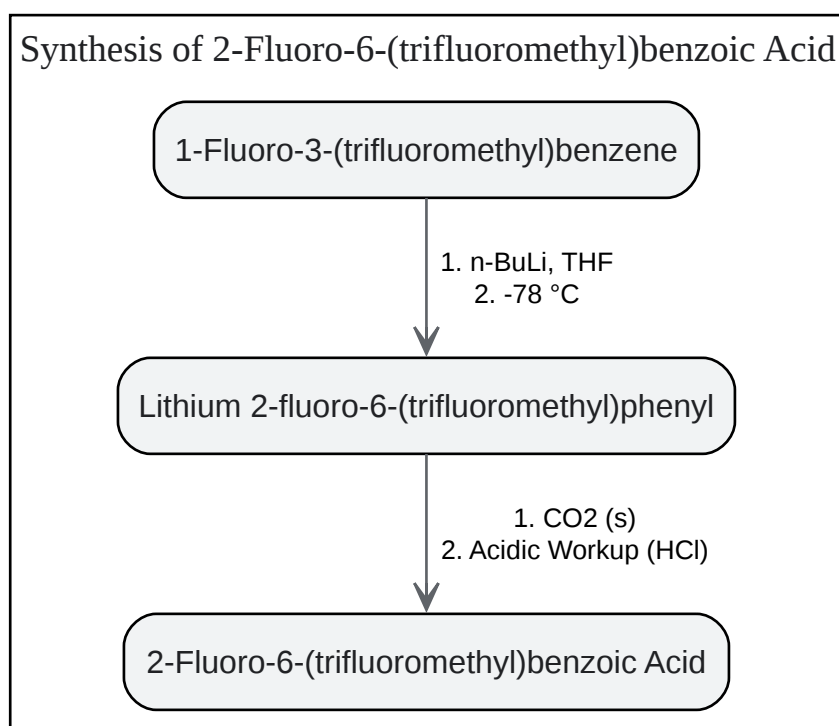 Synthesis of 2-Fluoro-6-(trifluoromethyl)benzoic Acid
1-Fluoro-3-(trifluoromethyl)benzene
1. n-BuLi, THF
2. -78 °C
Lithium 2-fluoro-6-(trifluoromethyl)phenyl
1. CO2 (s)
2. Acidic Workup (HCl)
2-Fluoro-6-(trifluoromethyl)benzoic Acid